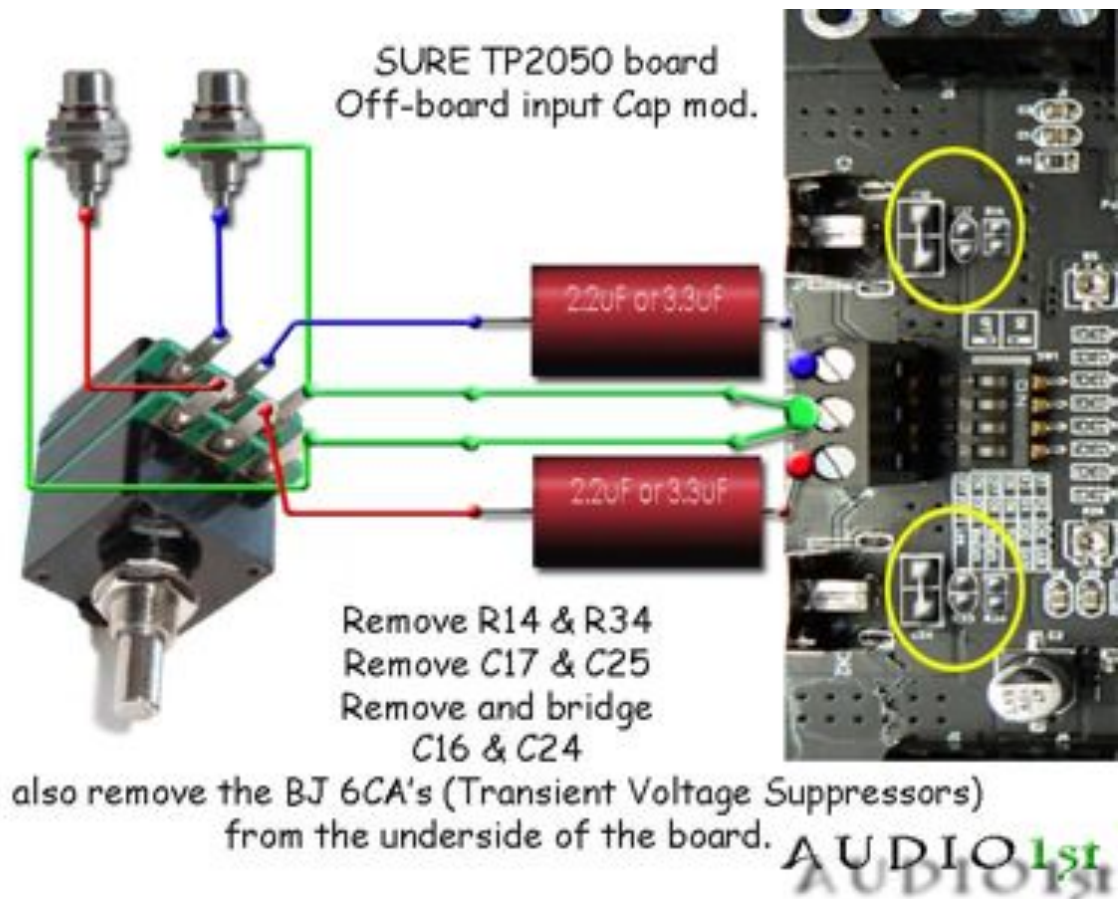 SURE TP2050 board
Off-board input Cap mod.
2.2uF or 3.3uF
2.2uF or 3.3uF
Remove R14 & R34
Remove C17 & C25
Remove and bridge
C16 & C24
also remove the BJ 6CA's (Transient Voltage Suppressors)
from the underside of the board.
AUDIO 1st